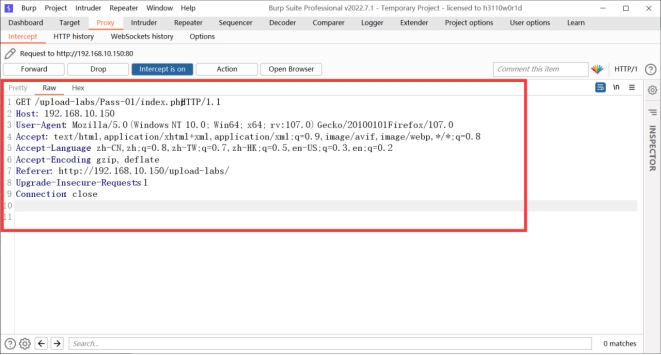 Burp Project Intruder Repeater Window Help Burp Suite Professional v2022.7.1 - Temporary Project - licensed to h3110w0r1d
Dashboard Target Proxy Intruder Repeater Sequencer Decoder Comparer Logger Extender Project options User options Learn
Intercept HTTP history WebSockets history Options
Request to http://192.168.10.150:80
Forward Drop Intercept is on Action Open Browser Comment this item HTTP/1 ?
Pretty Raw Hex \n
1 GET /upload-labs/Pass-01/index.php HTTP/1.1
2 Host: 192.168.10.150
3 User-Agent: Mozilla/5.0 (Windows NT 10.0; Win64; x64; rv:107.0) Gecko/20100101 Firefox/107.0
4 Accept: text/html,application/xhtml+xml,application/xml;q=0.9,image/avif,image/webp,*/*;q=0.8
5 Accept-Language: zh-CN,zh;q=0.8,zh-TW;q=0.7,zh-HK;q=0.5,en-US;q=0.3,en;q=0.2
6 Accept-Encoding: gzip, deflate
7 Referer: http://192.168.10.150/upload-labs/
8 Upgrade-Insecure-Requests: 1
9 Connection: close
10
11
INSPECTOR
? Search... 0 matches